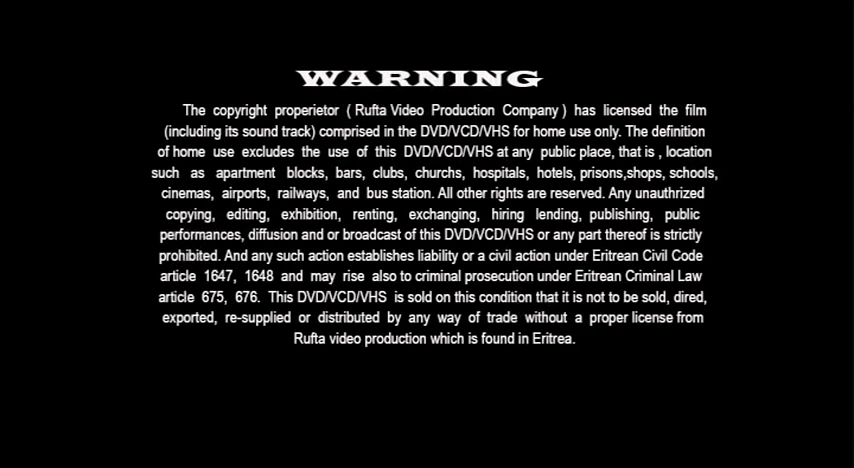 WARNING
The copyright properietor ( Rufta Video Production Company ) has licensed the film
(including its sound track) comprised in the DVD/VCD/VHS for home use only. The definition
of home use excludes the use of this DVD/VCD/VHS at any public place, that is , location
such as apartment blocks, bars, clubs, churchs, hospitals, hotels, prisons,shops, schools,
cinemas, airports, railways, and bus station. All other rights are reserved. Any unauthrized
copying, editing, exhibition, renting, exchanging, hiring lending, publishing, public
performances, diffusion and or broadcast of this DVD/VCD/VHS or any part thereof is strictly
prohibited. And any such action establishes liability or a civil action under Eritrean Civil Code
article 1647, 1648 and may rise also to criminal prosecution under Eritrean Criminal Law
article 675, 676. This DVD/VCD/VHS is sold on this condition that it is not to be sold, dired,
exported, re-supplied or distributed by any way of trade without a proper license from
Rufta video production which is found in Eritrea.